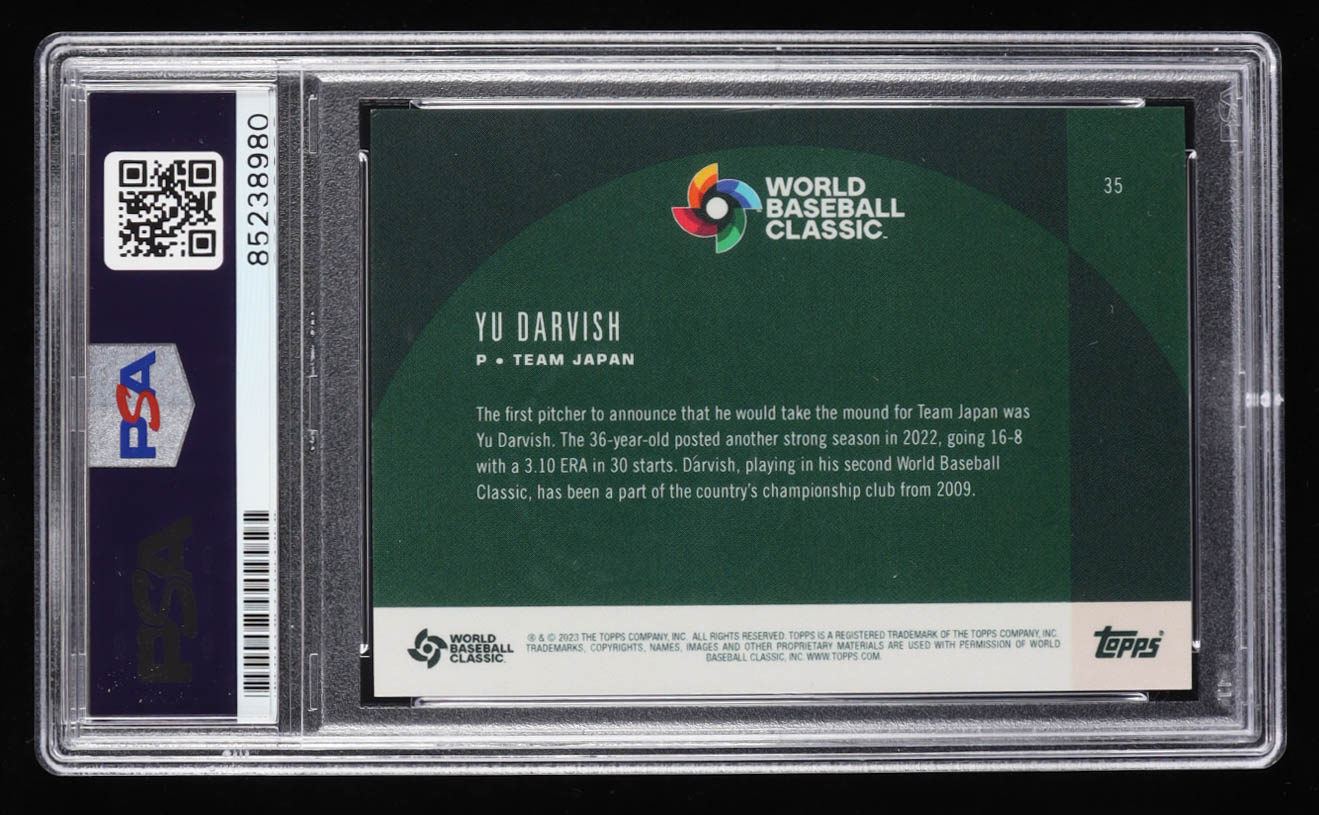 85238980
PSA
PSA
WORLD
BASEBALL
CLASSIC™
35
YU DARVISH
P • TEAM JAPAN
The first pitcher to announce that he would take the mound for Team Japan was
Yu Darvish. The 36-year-old posted another strong season in 2022, going 16-8
with a 3.10 ERA in 30 starts. Darvish, playing in his second World Baseball
Classic, has been a part of the country's championship club from 2009.
WORLD
BASEBALL
CLASSIC™
® & © 2023 THE TOPPS COMPANY, INC. ALL RIGHTS RESERVED. TOPPS IS A REGISTERED TRADEMARK OF THE TOPPS COMPANY, INC.
TRADEMARKS, COPYRIGHTS, NAMES, IMAGES AND OTHER PROPRIETARY MATERIALS ARE USED WITH PERMISSION OF WORLD
BASEBALL CLASSIC, INC. WWW.TOPPS.COM.
topps®
PSA